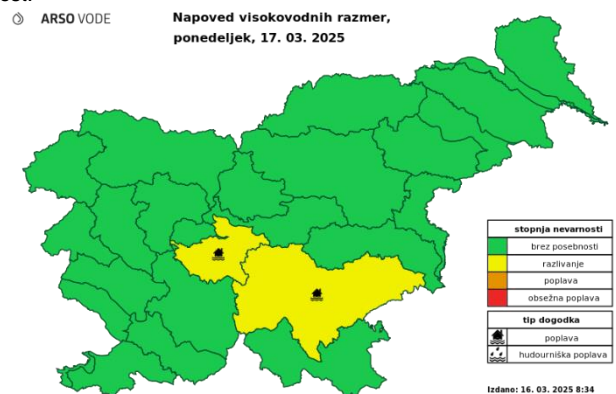 ARSO VODE
Napoved visokovodnih razmer,
ponedeljek, 17. 03. 2025
stopnja nevarnosti
brez posebnosti
razlivanje
poplava
obsežna poplava
tip dogodka
poplava
hudourniška poplava
Izdano: 16. 03. 2025 8:34